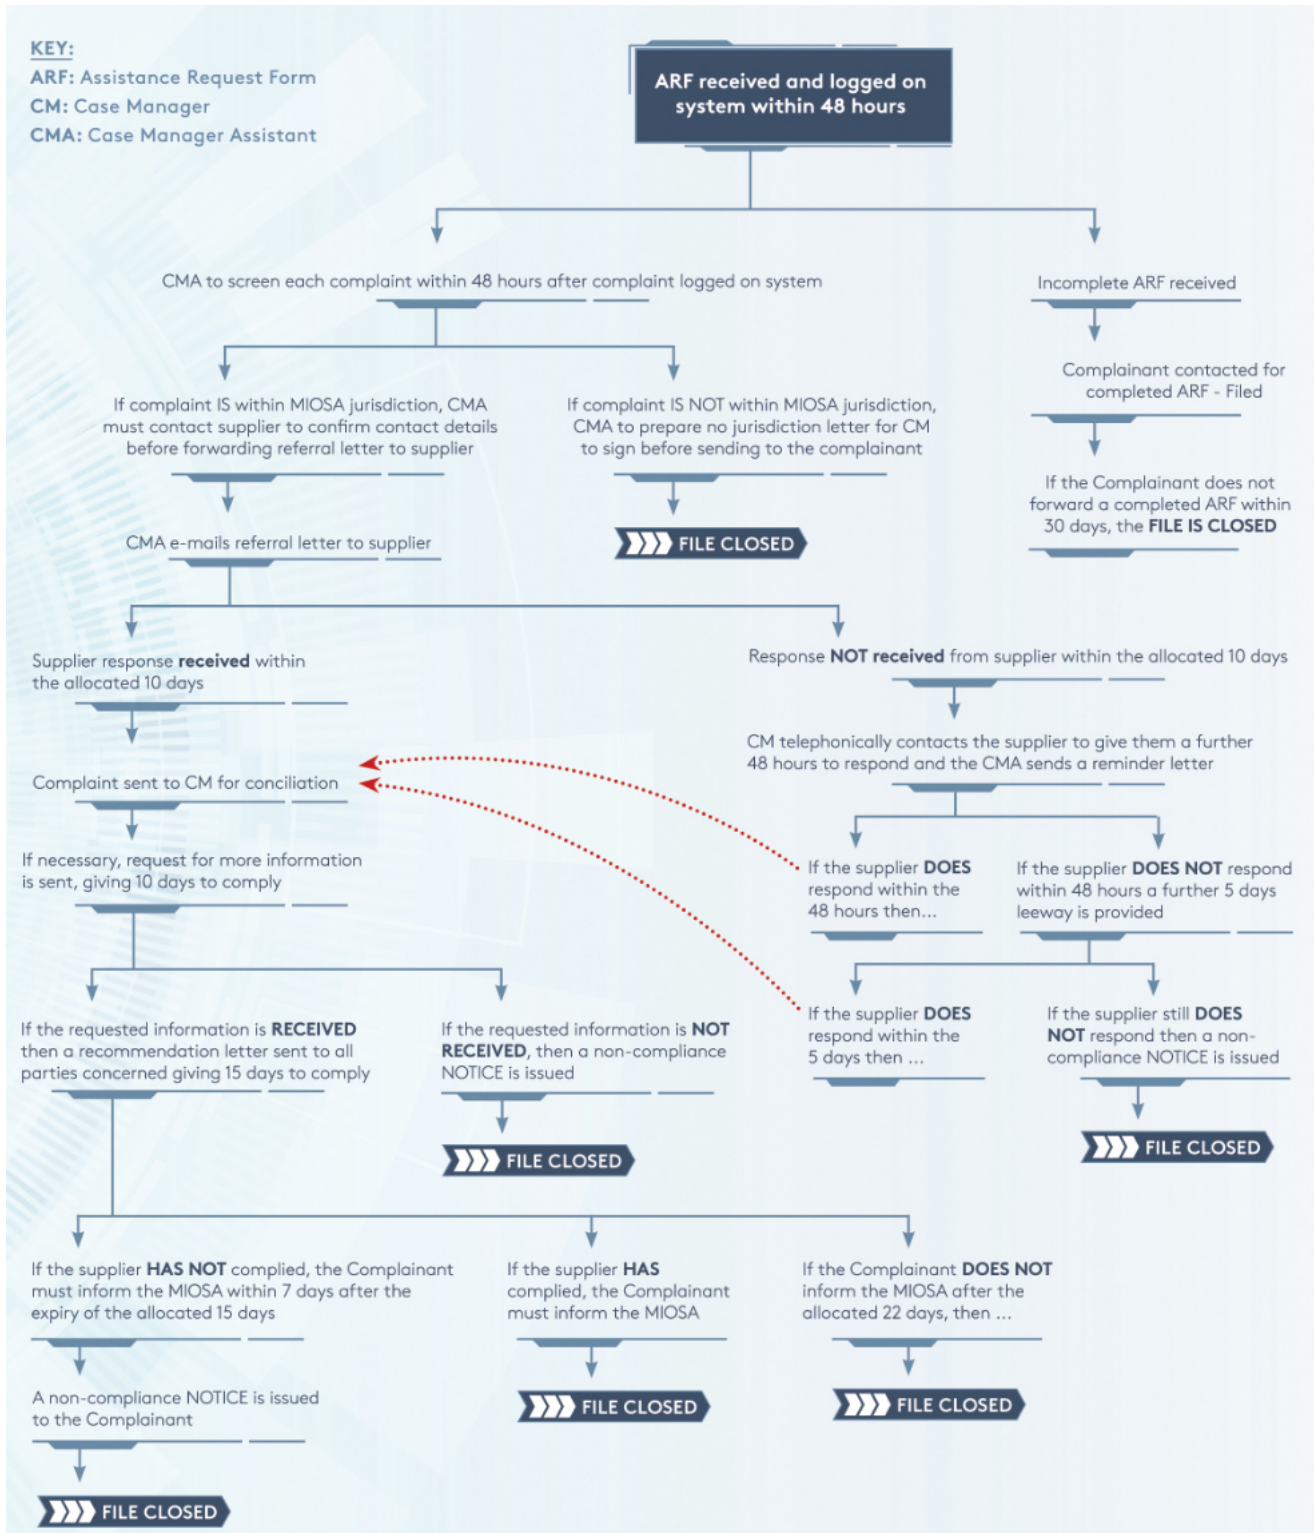 KEY:
ARF: Assistance Request Form
CM: Case Manager
CMA: Case Manager Assistant
ARF received and logged on
system within 48 hours
CMA to screen each complaint within 48 hours after complaint logged on system
Incomplete ARF received
Complainant contacted for
completed ARF - Filed
If the Complainant does not
forward a completed ARF within
30 days, the FILE IS CLOSED
If complaint IS within MIOSA jurisdiction, CMA
must contact supplier to confirm contact details
before forwarding referral letter to supplier
If complaint IS NOT within MIOSA jurisdiction,
CMA to prepare no jurisdiction letter for CM
to sign before sending to the complainant
FILE CLOSED
CMA e-mails referral letter to supplier
Supplier response received within
the allocated 10 days
Response NOT received from supplier within the allocated 10 days
CM telephonically contacts the supplier to give them a further
48 hours to respond and the CMA sends a reminder letter
Complaint sent to CM for conciliation
If necessary, request for more information
is sent, giving 10 days to comply
If the supplier DOES
respond within the
48 hours then...
If the supplier DOES NOT respond
within 48 hours a further 5 days
leeway is provided
If the supplier DOES
respond within the
5 days then ...
If the supplier still DOES
NOT respond then a non-
compliance NOTICE is issued
FILE CLOSED
If the requested information is RECEIVED
then a recommendation letter sent to all
parties concerned giving 15 days to comply
If the requested information is NOT
RECEIVED, then a non-compliance
NOTICE is issued
FILE CLOSED
If the supplier HAS NOT complied, the Complainant
must inform the MIOSA within 7 days after the
expiry of the allocated 15 days
If the supplier HAS
complied, the Complainant
must inform the MIOSA
If the Complainant DOES NOT
inform the MIOSA after the
allocated 22 days, then ...
A non-compliance NOTICE is issued
to the Complainant
FILE CLOSED
FILE CLOSED
FILE CLOSED